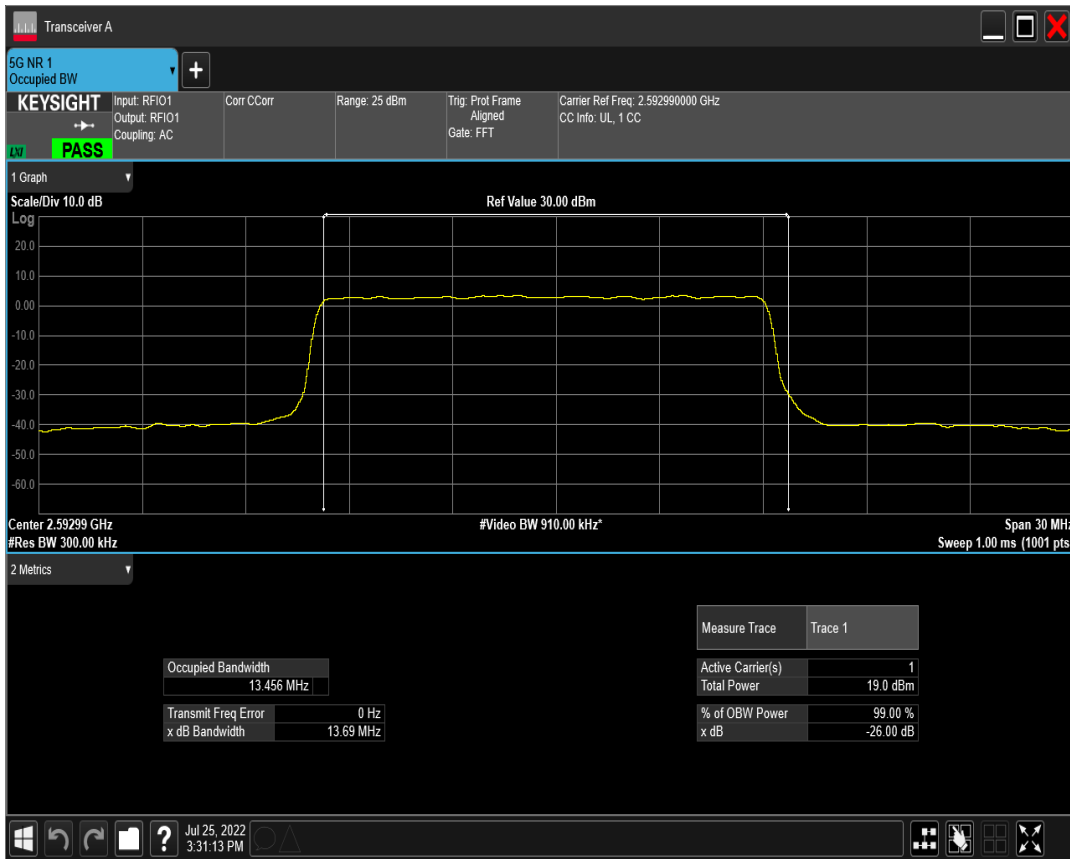 Transceiver A
5G NR 1
Occupied BW
KEYSIGHT
LXI
PASS
Input: RFIO1
Output: RFIO1
Coupling: AC
Corr CCorr
Range: 25 dBm
Trig: Prot Frame
Aligned
Gate: FFT
Carrier Ref Freq: 2.592990000 GHz
CC Info: UL, 1 CC
1 Graph
Scale/Div 10.0 dB
Ref Value 30.00 dBm
Log
20.0
10.0
0.00
-10.0
-20.0
-30.0
-40.0
-50.0
-60.0
Center 2.59299 GHz
#Video BW 910.00 kHz*
Span 30 MHz
#Res BW 300.00 kHz
Sweep 1.00 ms (1001 pts
2 Metrics
Measure Trace Trace 1
Occupied Bandwidth
13.456 MHz
Active Carrier(s) 1
Total Power 19.0 dBm
Transmit Freq Error 0 Hz
x dB Bandwidth 13.69 MHz
% of OBW Power 99.00 %
x dB -26.00 dB
?
Jul 25, 2022
3:31:13 PM